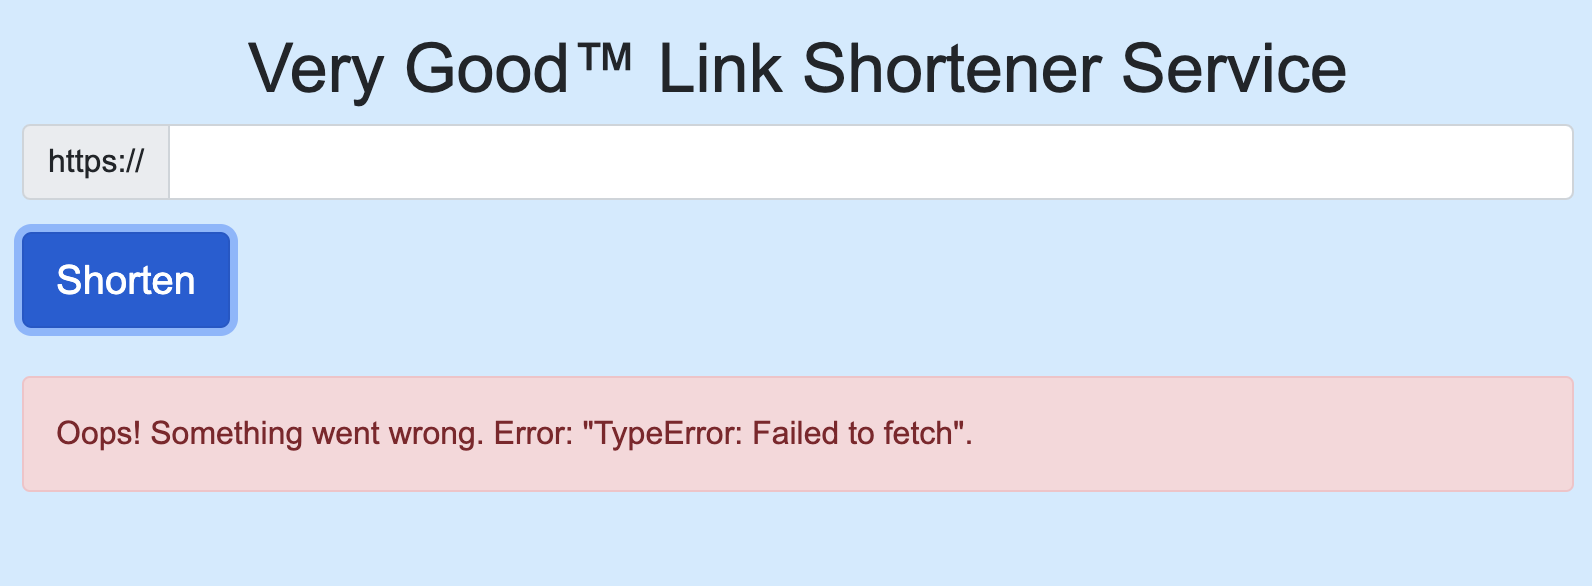 Very Good™ Link Shortener Service
https://
Shorten
Oops! Something went wrong. Error: "TypeError: Failed to fetch".